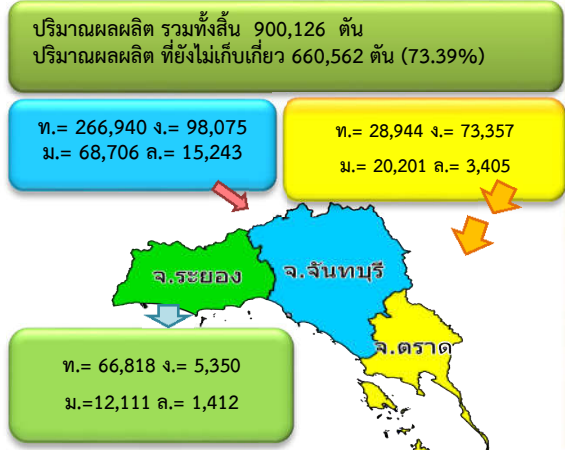 ปริมาณผลผลิต รวมทั้งสิ้น 900,126 ตัน
ปริมาณผลผลิต ที่ยังไม่เก็บเกี่ยว 660,562 ตัน (73.39%)
ท.= 266,940 ง.= 98,075
ม.= 68,706 ล.= 15,243
ท.= 28,944 ง.= 73,357
ม.= 20,201 ล.= 3,405
จ.ระยอง
จ.จันทบุรี
จ.ตราด
ท.= 66,818 ง.= 5,350
ม.=12,111 ล.= 1,412